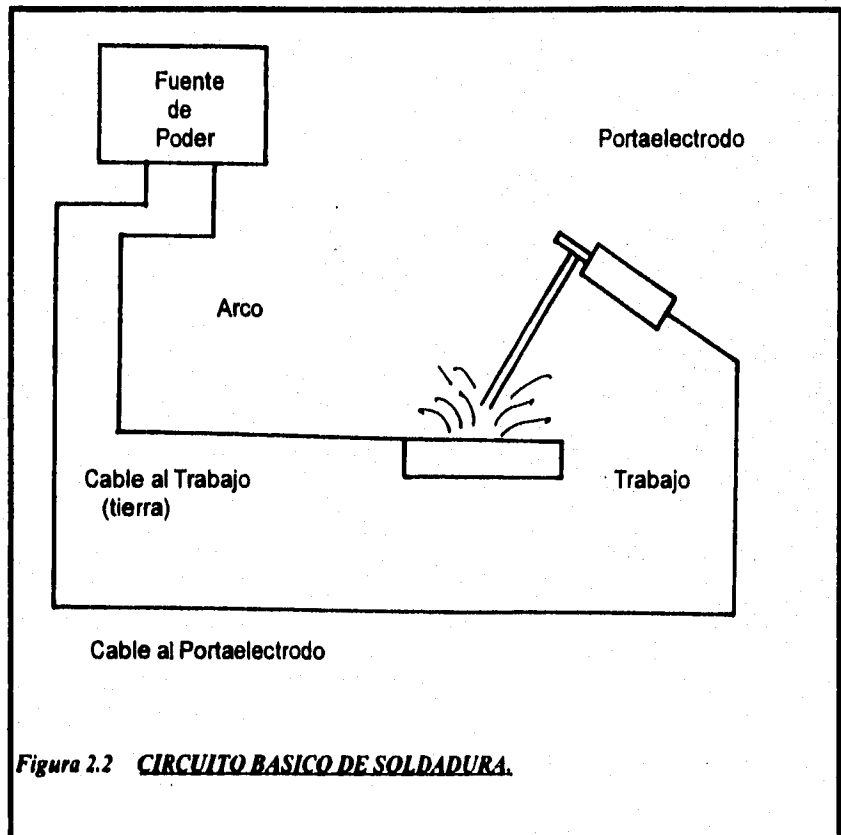 Fuente
de
Poder
Portaelectrodo
Arco
Cable al Trabajo
(tierra)
Trabajo
Cable al Portaelectrodo
Figura 2.2 CIRCUITO BASICO DE SOLDADURA.